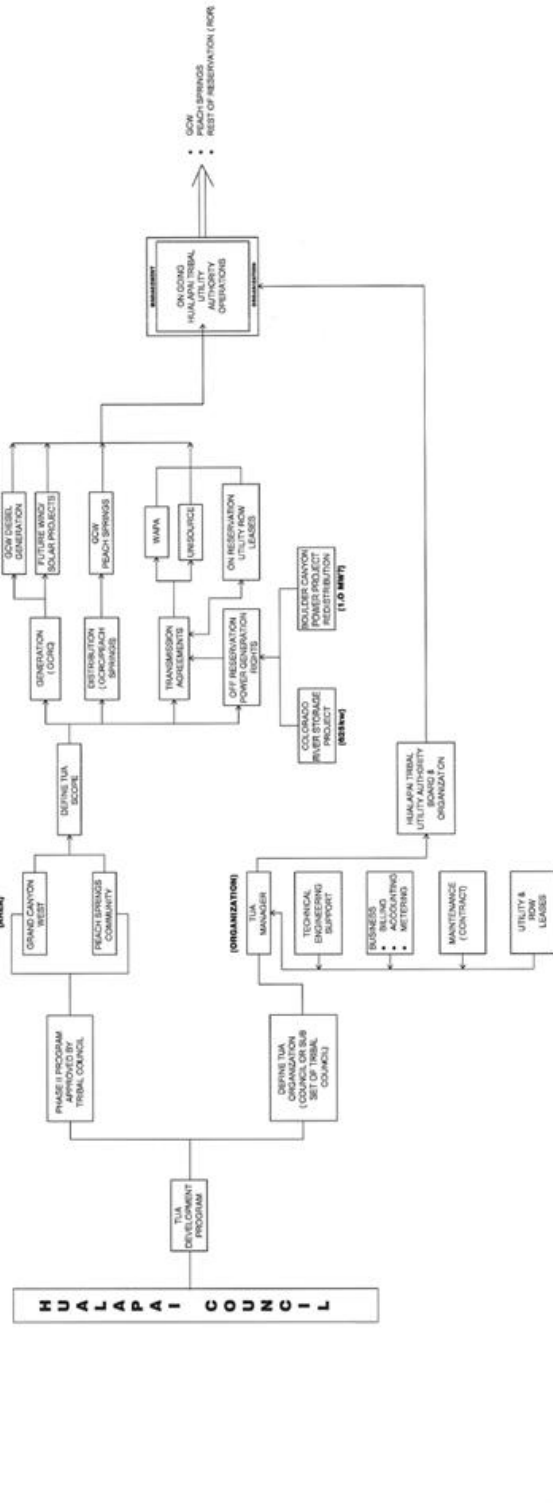 HUALAPAI COUNCIL
TUA
DEVELOPMENT
PROGRAM
PHASE II PROGRAM
APPROVED BY
TRIBAL COUNCIL
GRAND CANYON
WEST
PEACH SPRINGS
COMMUNITY
DEFINE TUA
SCOPE
GENERATION
( GCRC)
DISTRIBUTION
( GCRC/PEACH
SPRINGS)
TRANSMISSION
AGREEMENTS
OFF RESERVATION
POWER GENERATION
RIGHTS
GCW DIESEL
GENERATION
FUTURE WIND/
SOLAR PROJECTS
GCW
PEACH SPRINGS
WAPA
UNISOURCE
ON RESERVATION
UTILITY ROW
LEASES
COLORADO
RIVER STORAGE
PROJECT
(625kw)
BOULDER CANYON
POWER PROJECT
REDISTRIBUTION
(1.0 MWT)
DEFINE TUA
ORGANIZATION
( COUNCIL OR SUB
SET OF TRIBAL
COUNCIL)
(ORGANIZATION)
TUA
MANAGER
TECHNICAL
ENGINEERING
SUPPORT
BUSINESS
• BILLING
• ACCOUNTING
• METERING
MAINTENANCE
( CONTRACT)
UTILITY &
ROW
LEASES
HUALAPAI TRIBAL
UTILITY AUTHORITY
BOARD &
ORGANIZATION
MANAGEMENT
ON GOING
HUALAPAI TRIBAL
UTILITY
AUTHORITY
OPERATIONS
• GCW
• PEACH SPRINGS
• REST OF RESERVATION ( ROR)